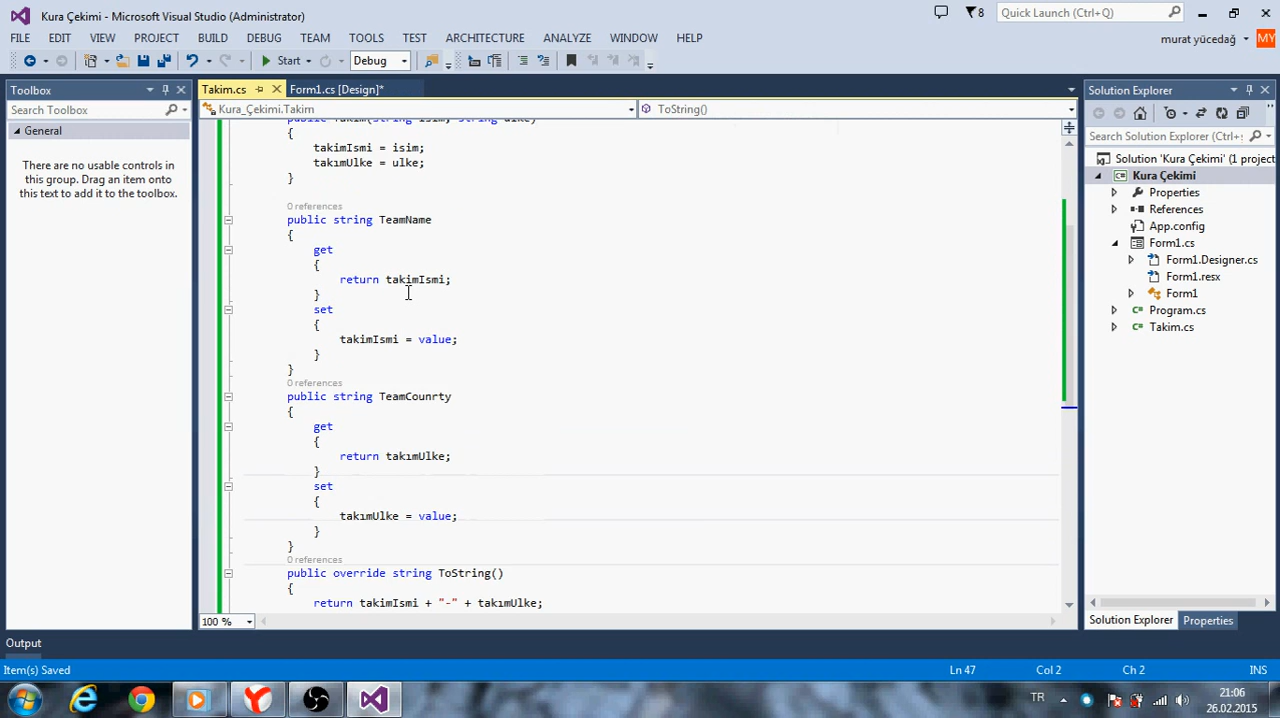 Kura Çekimi - Microsoft Visual Studio (Administrator)
8
Quick Launch (Ctrl+Q)
FILE EDIT VIEW PROJECT BUILD DEBUG TEAM TOOLS TEST ARCHITECTURE ANALYZE WINDOW HELP
murat yücedağ MY
Start
Debug
Toolbox
Search Toolbox
General
There are no usable controls in
this group. Drag an item onto
this text to add it to the toolbox.
Takim.cs
Form1.cs [Design]*
Kura_Çekimi.Takim
ToString()
{
takimIsmi = isim;
takımUlke = ulke;
}
0 references
public string TeamName
{
get
{
return takimIsmi;
}
set
{
takimIsmi = value;
}
}
0 references
public string TeamCounrty
{
get
{
return takımUlke;
}
set
{
takımUlke = value;
}
}
0 references
public override string ToString()
{
return takimIsmi + "-" + takımUlke;
100 %
Solution Explorer
Search Solution Explorer (Ctrl+;
Solution 'Kura Çekimi' (1 project
Kura Çekimi
Properties
References
App.config
Form1.cs
Form1.Designer.cs
Form1.resx
Form1
Program.cs
Takim.cs
Solution Explorer
Properties
Output
Item(s) Saved
Ln 47
Col 2
Ch 2
INS
TR
21:06
26.02.2015